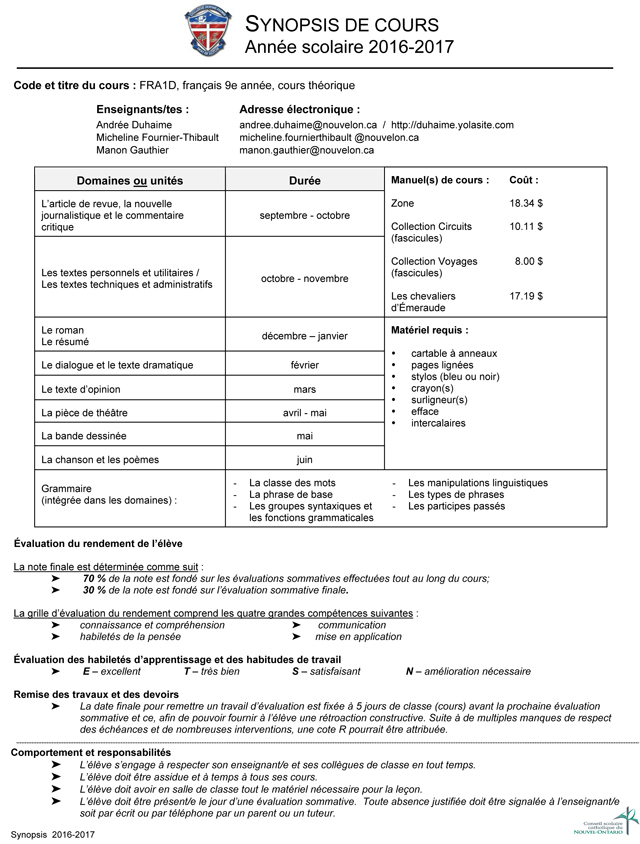 SYNOPSIS DE COURS
Année scolaire 2016-2017
Code et titre du cours : FRA1D, français 9e année, cours théorique
Enseignants/tes : Adresse électronique :
Andrée Duhaime andree.duhaime@nouvelon.ca / http://duhaime.yolasite.com
Micheline Fournier-Thibault micheline.fournierthibault @nouvelon.ca
Manon Gauthier manon.gauthier@nouvelon.ca
Domaines ou unités Durée
L'article de revue, la nouvelle
journalistique et le commentaire
critique
septembre - octobre
Les textes personnels et utilitaires /
Les textes techniques et administratifs
octobre - novembre
Manuel(s) de cours : Coût :
Zone 18.34 $
Collection Circuits 10.11 $
(fascicules)
Collection Voyages 8.00 $
(fascicules)
Les chevaliers 17.19 $
d'Émeraude
Le roman
Le résumé
décembre – janvier
Le dialogue et le texte dramatique février
Le texte d'opinion mars
La pièce de théâtre avril - mai
La bande dessinée mai
La chanson et les poèmes juin
Matériel requis :
• cartable à anneaux
• pages lignées
• stylos (bleu ou noir)
• crayon(s)
• surligneur(s)
• efface
• intercalaires
Grammaire
(intégrée dans les domaines) :
- La classe des mots
- La phrase de base
- Les groupes syntaxiques et
les fonctions grammaticales
- Les manipulations linguistiques
- Les types de phrases
- Les participes passés
Évaluation du rendement de l'élève
La note finale est déterminée comme suit :
➤ 70 % de la note est fondé sur les évaluations sommatives effectuées tout au long du cours;
➤ 30 % de la note est fondé sur l'évaluation sommative finale.
La grille d'évaluation du rendement comprend les quatre grandes compétences suivantes :
➤ connaissance et compréhension ➤ communication
➤ habiletés de la pensée ➤ mise en application
Évaluation des habiletés d'apprentissage et des habitudes de travail
➤ E – excellent T – très bien S – satisfaisant N – amélioration nécessaire
Remise des travaux et des devoirs
➤ La date finale pour remettre un travail d'évaluation est fixée à 5 jours de classe (cours) avant la prochaine évaluation
sommative et ce, afin de pouvoir fournir à l'élève une rétroaction constructive. Suite à de multiples manques de respect
des échéances et de nombreuses interventions, une cote R pourrait être attribuée.
Comportement et responsabilités
➤ L'élève s'engage à respecter son enseignant/e et ses collègues de classe en tout temps.
➤ L'élève doit être assidue et à temps à tous ses cours.
➤ L'élève doit avoir en salle de classe tout le matériel nécessaire pour la leçon.
➤ L'élève doit être présent/e le jour d'une évaluation sommative. Toute absence justifiée doit être signalée à l'enseignant/e
soit par écrit ou par téléphone par un parent ou un tuteur.
Conseil scolaire
catholique du
NOUVEL-ONTARIO
Synopsis 2016-2017